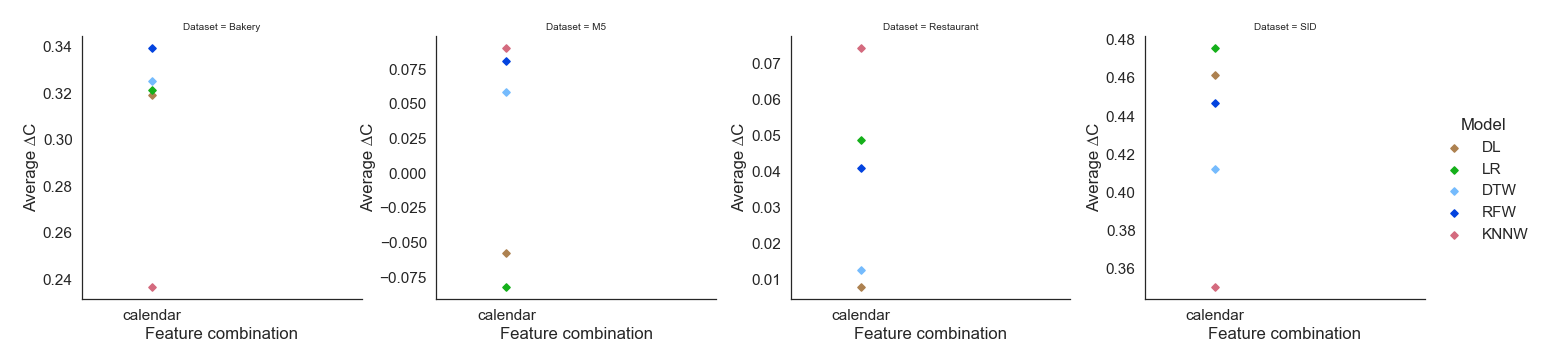 Dataset = Bakery
Average ΔC
0.34
0.32
0.30
0.28
0.26
0.24
calendar
Feature combination
Dataset = M5
Average ΔC
0.075
0.050
0.025
0.000
−0.025
−0.050
−0.075
calendar
Feature combination
Dataset = Restaurant
Average ΔC
0.07
0.06
0.05
0.04
0.03
0.02
0.01
calendar
Feature combination
Dataset = SID
Average ΔC
0.48
0.46
0.44
0.42
0.40
0.38
0.36
calendar
Feature combination
Model
DL
LR
DTW
RFW
KNNW